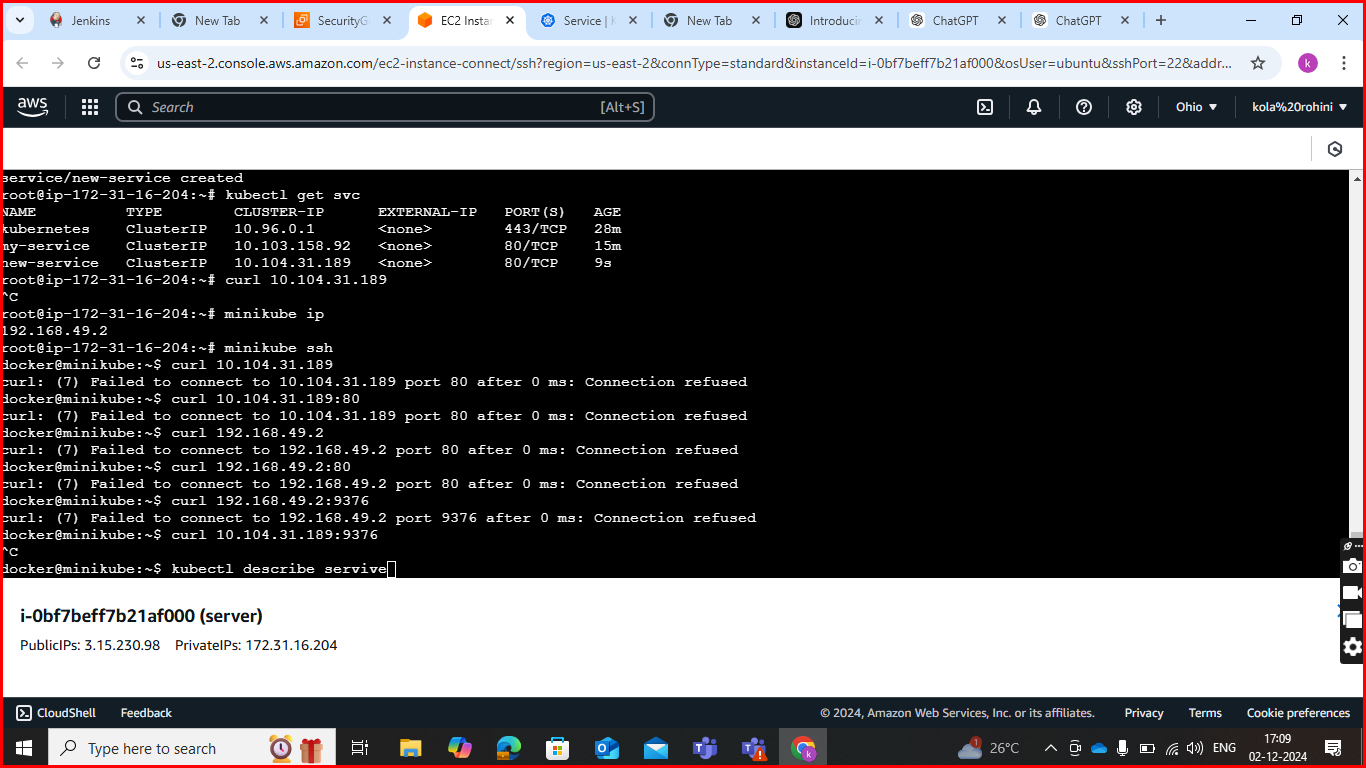 Jenkins
New Tab
SecurityG
EC2 Insta
Service |
New Tab
Introducin
ChatGPT
ChatGPT
us-east-2.console.aws.amazon.com/ec2-instance-connect/ssh?region=us-east-2&connType=standard&instanceId=i-0bf7beff7b21af000&osUser=ubuntu&sshPort=22&addr...
k
aws
Search
[Alt+S]
Ohio
kola%20rohini
service/new-service created
root@ip-172-31-16-204:~# kubectl get svc
NAME TYPE CLUSTER-IP EXTERNAL-IP PORT(S) AGE
kubernetes ClusterIP 10.96.0.1 <none> 443/TCP 28m
my-service ClusterIP 10.103.158.92 <none> 80/TCP 15m
new-service ClusterIP 10.104.31.189 <none> 80/TCP 9s
root@ip-172-31-16-204:~# curl 10.104.31.189
^C
root@ip-172-31-16-204:~# minikube ip
192.168.49.2
root@ip-172-31-16-204:~# minikube ssh
docker@minikube:~$ curl 10.104.31.189
curl: (7) Failed to connect to 10.104.31.189 port 80 after 0 ms: Connection refused
docker@minikube:~$ curl 10.104.31.189:80
curl: (7) Failed to connect to 10.104.31.189 port 80 after 0 ms: Connection refused
docker@minikube:~$ curl 192.168.49.2
curl: (7) Failed to connect to 192.168.49.2 port 80 after 0 ms: Connection refused
docker@minikube:~$ curl 192.168.49.2:80
curl: (7) Failed to connect to 192.168.49.2 port 80 after 0 ms: Connection refused
docker@minikube:~$ curl 192.168.49.2:9376
curl: (7) Failed to connect to 192.168.49.2 port 9376 after 0 ms: Connection refused
docker@minikube:~$ curl 10.104.31.189:9376
^C
docker@minikube:~$ kubectl describe servive
i-0bf7beff7b21af000 (server)
PublicIPs: 3.15.230.98 PrivateIPs: 172.31.16.204
CloudShell
Feedback
© 2024, Amazon Web Services, Inc. or its affiliates.
Privacy
Terms
Cookie preferences
Type here to search
26°C
ENG
17:09
02-12-2024